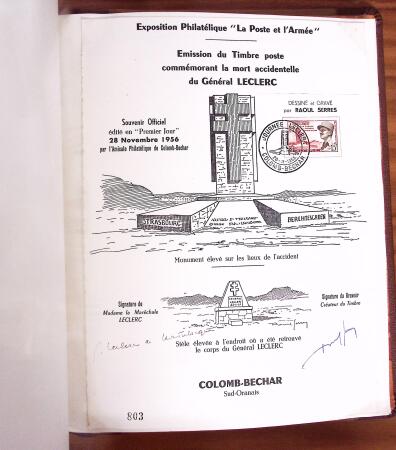 Exposition Philatélique "La Poste et l'Armée"
Emission du Timbre poste
commémorant la mort accidentelle
du Général LECLERC
DESSINÉ et GRAVÉ
par RAOUL SERRES
Souvenir Officiel
édité en "Premier Jour"
28 Novembre 1956
par l'Amicale Philatélique de Colomb-Bechar
JOURNEE LECLERC
COLOMB-BECHAR
STRASBOURG
BERCHTESGADEN
Monument élevé sur les lieux de l'accident
Signature de
Madame la Maréchale
LECLERC
Signature du Graveur
Créateur du Timbre
Stèle élevée à l'endroit où a été retrouvé
le corps du Général LECLERC
COLOMB-BECHAR
Sud-Oranais
803